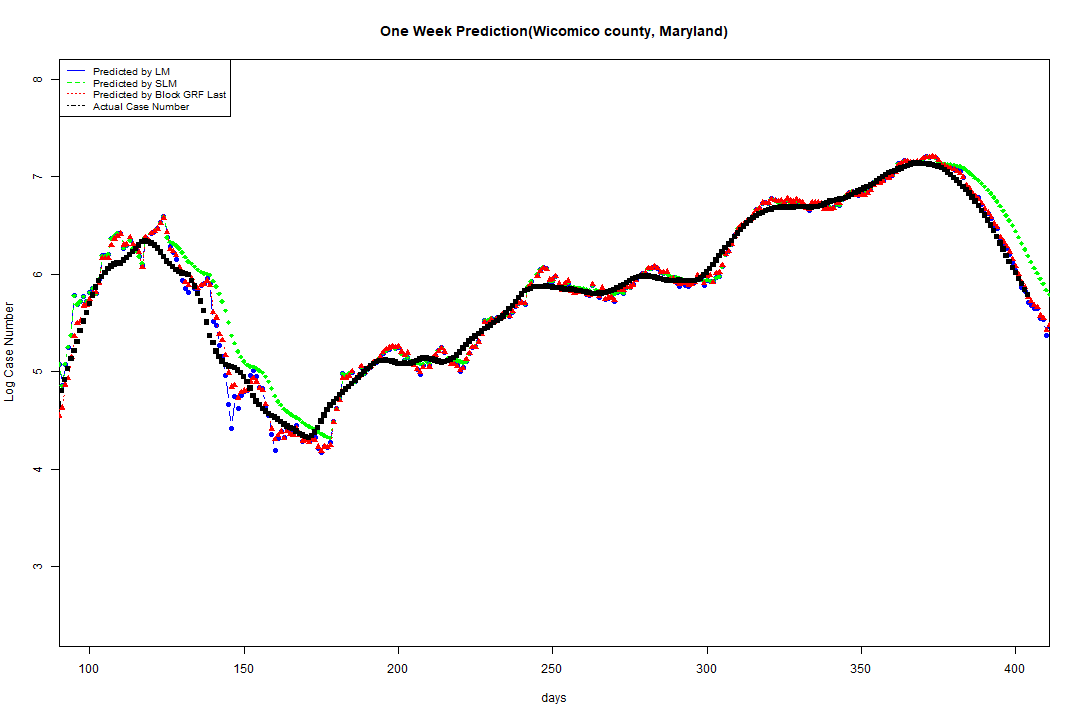 One Week Prediction(Wicomico county, Maryland)
Predicted by LM
Predicted by SLM
Predicted by Block GRF Last
Actual Case Number
8
7
6
5
4
3
Log Case Number
100 150 200 250 300 350 400
days